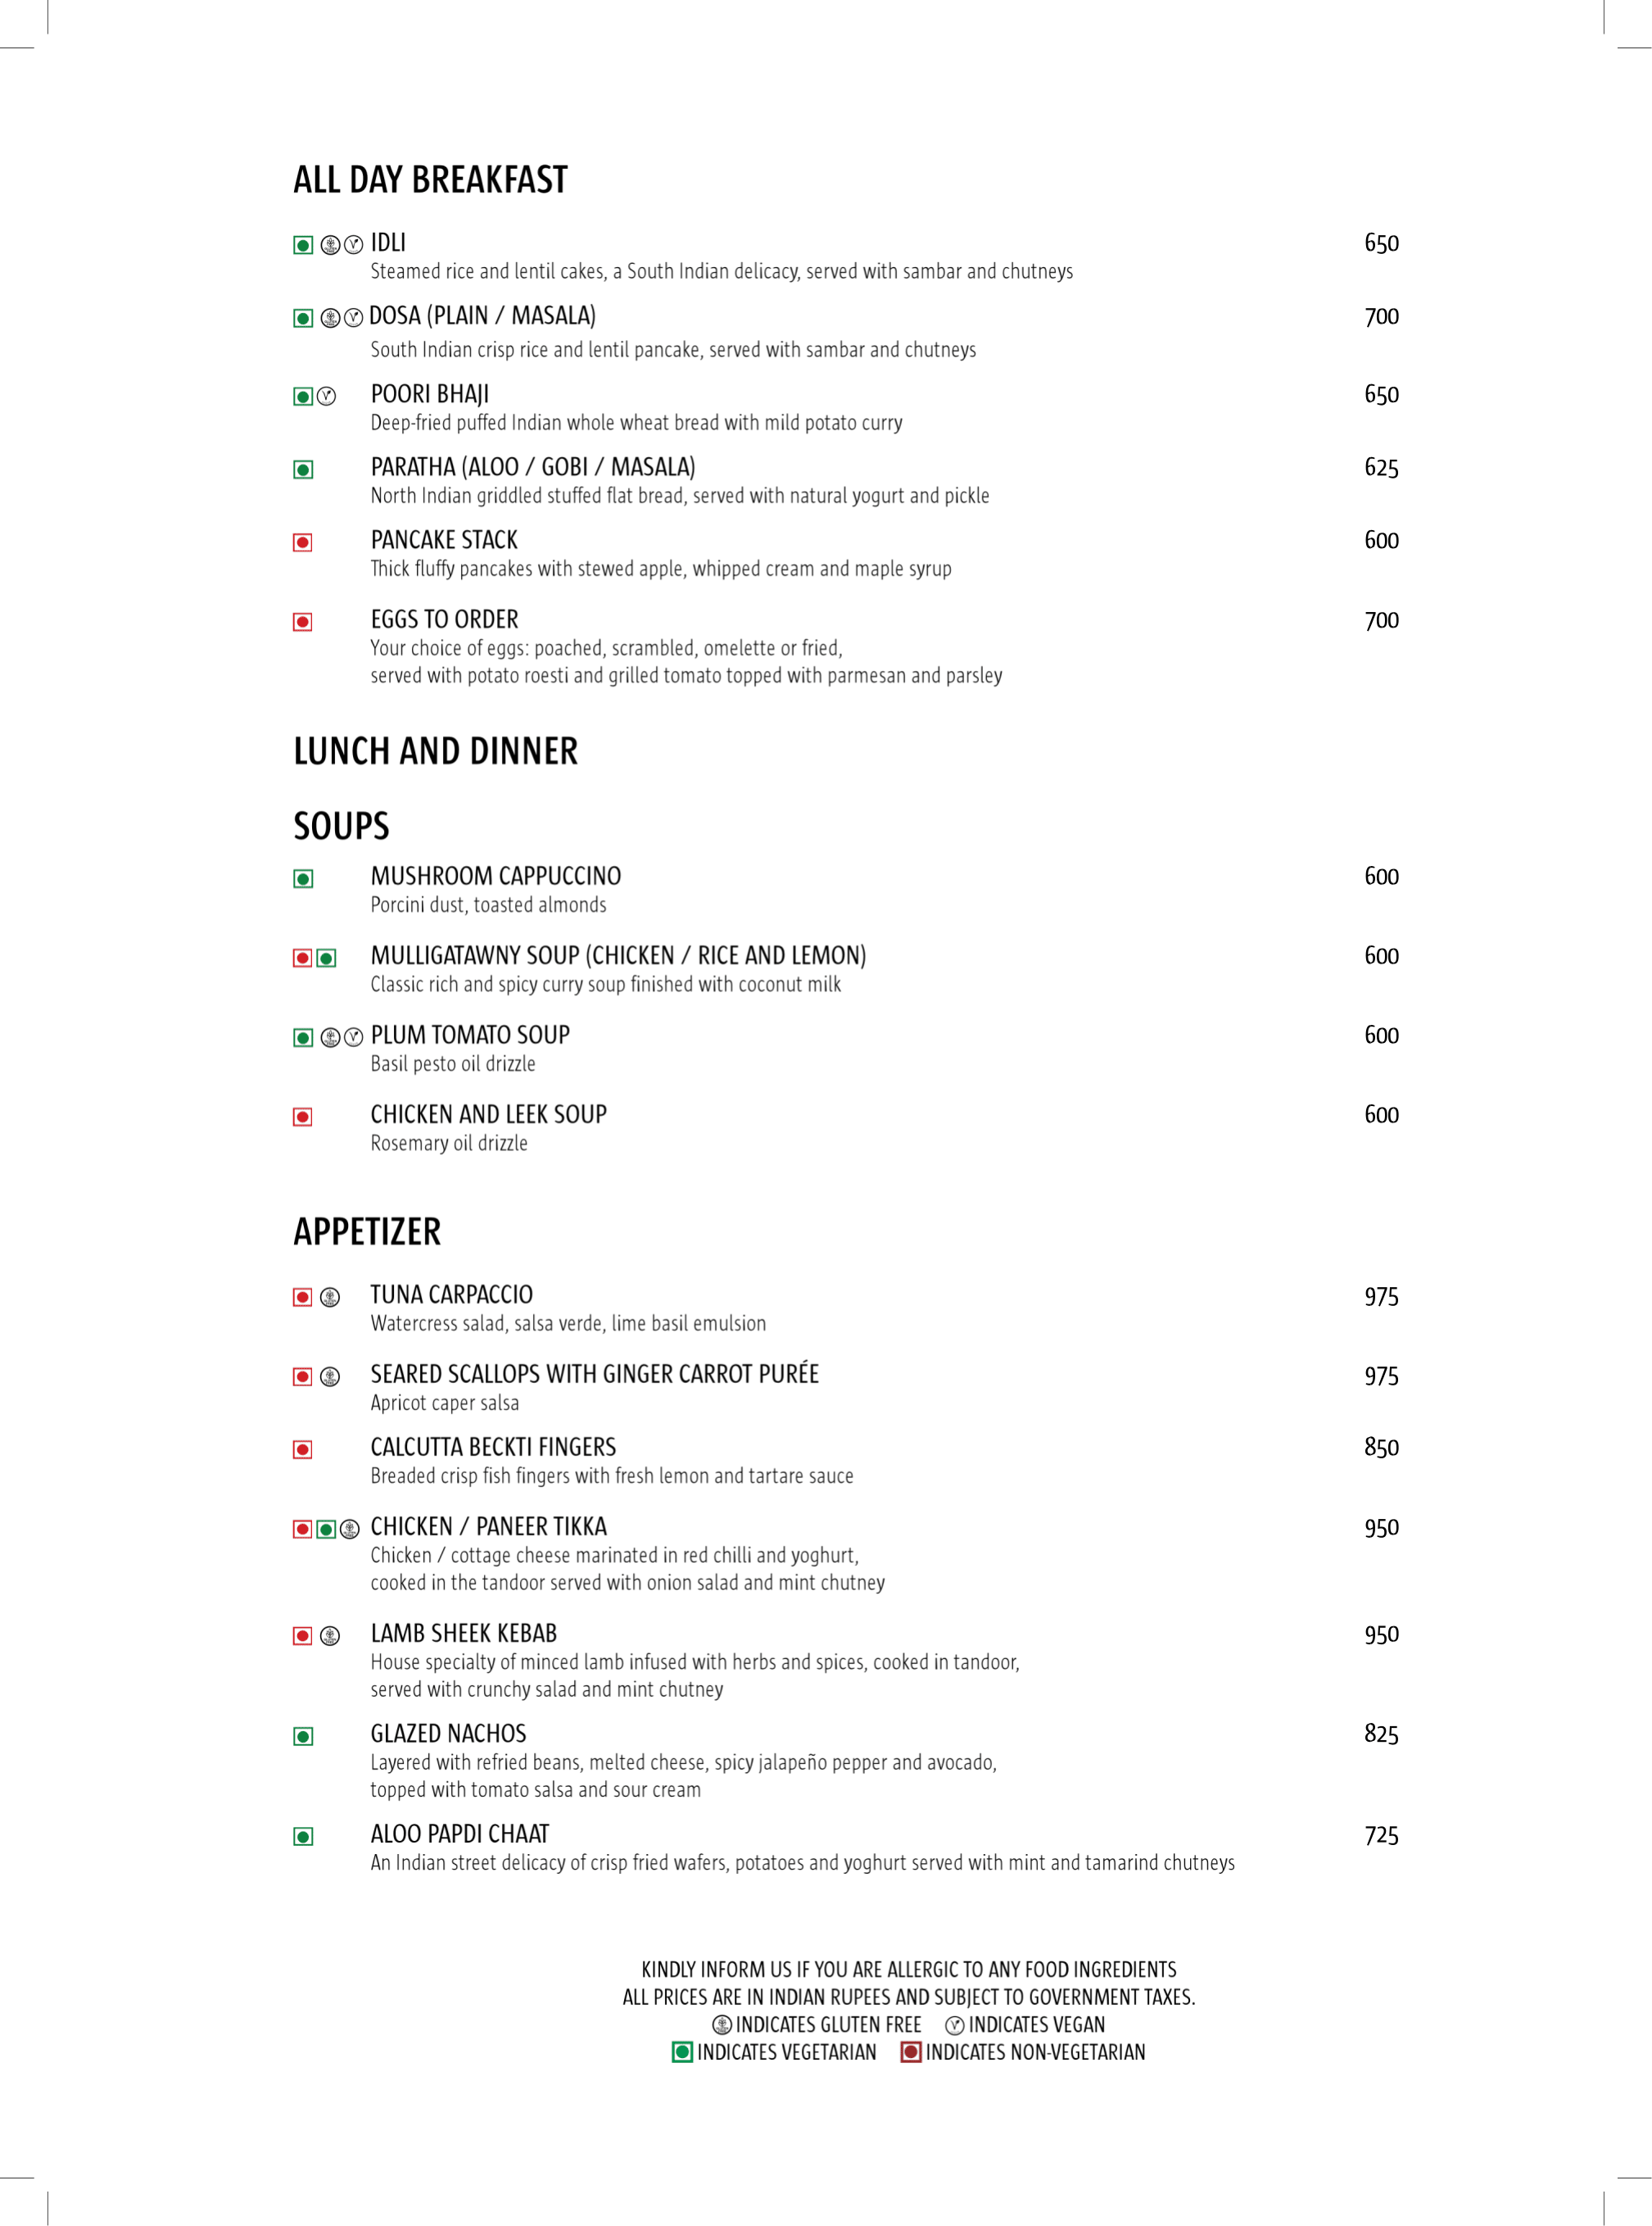 ALL DAY BREAKFAST
IDLI 650
Steamed rice and lentil cakes, a South Indian delicacy, served with sambar and chutneys
DOSA (PLAIN / MASALA) 700
South Indian crisp rice and lentil pancake, served with sambar and chutneys
POORI BHAJI 650
Deep-fried puffed Indian whole wheat bread with mild potato curry
PARATHA (ALOO / GOBI / MASALA) 625
North Indian griddled stuffed flat bread, served with natural yogurt and pickle
PANCAKE STACK 600
Thick fluffy pancakes with stewed apple, whipped cream and maple syrup
EGGS TO ORDER 700
Your choice of eggs: poached, scrambled, omelette or fried,
served with potato roesti and grilled tomato topped with parmesan and parsley
LUNCH AND DINNER
SOUPS
MUSHROOM CAPPUCCINO 600
Porcini dust, toasted almonds
MULLIGATAWNY SOUP (CHICKEN / RICE AND LEMON) 600
Classic rich and spicy curry soup finished with coconut milk
PLUM TOMATO SOUP 600
Basil pesto oil drizzle
CHICKEN AND LEEK SOUP 600
Rosemary oil drizzle
APPETIZER
TUNA CARPACCIO 975
Watercress salad, salsa verde, lime basil emulsion
SEARED SCALLOPS WITH GINGER CARROT PURÉE 975
Apricot caper salsa
CALCUTTA BECKTI FINGERS 850
Breaded crisp fish fingers with fresh lemon and tartare sauce
CHICKEN / PANEER TIKKA 950
Chicken / cottage cheese marinated in red chilli and yoghurt,
cooked in the tandoor served with onion salad and mint chutney
LAMB SHEEK KEBAB 950
House specialty of minced lamb infused with herbs and spices, cooked in tandoor,
served with crunchy salad and mint chutney
GLAZED NACHOS 825
Layered with refried beans, melted cheese, spicy jalapeño pepper and avocado,
topped with tomato salsa and sour cream
ALOO PAPDI CHAAT 725
An Indian street delicacy of crisp fried wafers, potatoes and yoghurt served with mint and tamarind chutneys
KINDLY INFORM US IF YOU ARE ALLERGIC TO ANY FOOD INGREDIENTS
ALL PRICES ARE IN INDIAN RUPEES AND SUBJECT TO GOVERNMENT TAXES.
INDICATES GLUTEN FREE INDICATES VEGAN
INDICATES VEGETARIAN INDICATES NON-VEGETARIAN